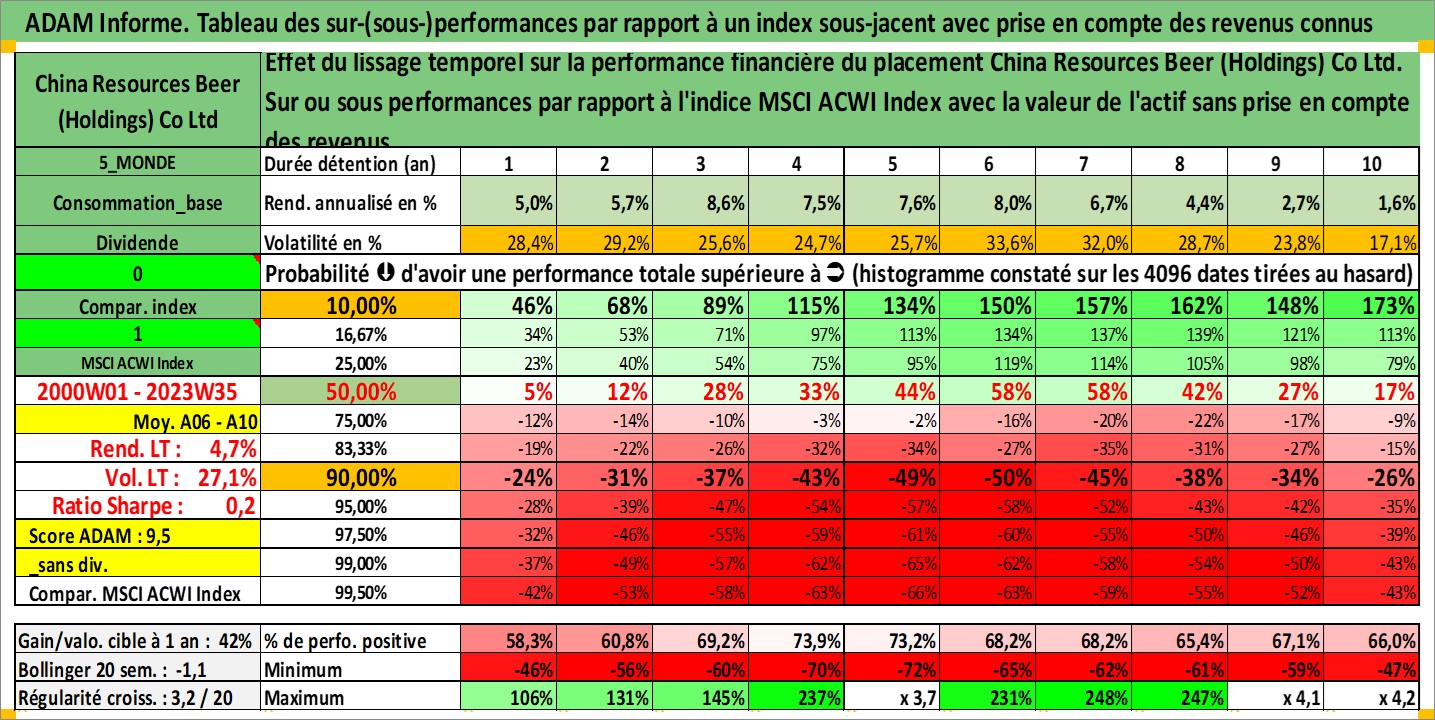 ADAM Informe. Tableau des sur-(sous-)performances par rapport à un index sous-jacent avec prise en compte des revenus connus
China Resources Beer
(Holdings) Co Ltd
Effet du lissage temporel sur la performance financière du placement China Resources Beer (Holdings) Co Ltd.
Sur ou sous performances par rapport à l'indice MSCI ACWI Index avec la valeur de l'actif sans prise en compte
des revenus
5_MONDE Durée détention (an) 1 2 3 4 5 6 7 8 9 10
Consommation_base Rend. annualisé en % 5,0% 5,7% 8,6% 7,5% 7,6% 8,0% 6,7% 4,4% 2,7% 1,6%
Dividende Volatilité en % 28,4% 29,2% 25,6% 24,7% 25,7% 33,6% 32,0% 28,7% 23,8% 17,1%
0 Probabilité ⮋ d'avoir une performance totale supérieure à ➲ (histogramme constaté sur les 4096 dates tirées au hasard)
Compar. index 10,00% 46% 68% 89% 115% 134% 150% 157% 162% 148% 173%
1 16,67% 34% 53% 71% 97% 113% 134% 137% 139% 121% 113%
MSCI ACWI Index 25,00% 23% 40% 54% 75% 95% 119% 114% 105% 98% 79%
2000W01 - 2023W35 50,00% 5% 12% 28% 33% 44% 58% 58% 42% 27% 17%
Moy. A06 - A10 75,00% -12% -14% -10% -3% -2% -16% -20% -22% -17% -9%
Rend. LT : 4,7% 83,33% -19% -22% -26% -32% -34% -27% -35% -31% -27% -15%
Vol. LT : 27,1% 90,00% -24% -31% -37% -43% -49% -50% -45% -38% -34% -26%
Ratio Sharpe : 0,2 95,00% -28% -39% -47% -54% -57% -58% -52% -43% -42% -35%
Score ADAM : 9,5 97,50% -32% -46% -55% -59% -61% -60% -55% -50% -46% -39%
_sans div. 99,00% -37% -49% -57% -62% -65% -62% -58% -54% -50% -43%
Compar. MSCI ACWI Index 99,50% -42% -53% -58% -63% -66% -63% -59% -55% -52% -43%
Gain/valo. cible à 1 an : 42% % de perfo. positive 58,3% 60,8% 69,2% 73,9% 73,2% 68,2% 68,2% 65,4% 67,1% 66,0%
Bollinger 20 sem. : -1,1 Minimum -46% -56% -60% -70% -72% -65% -62% -61% -59% -47%
Régularité croiss. : 3,2 / 20 Maximum 106% 131% 145% 237% x 3,7 231% 248% 247% x 4,1 x 4,2